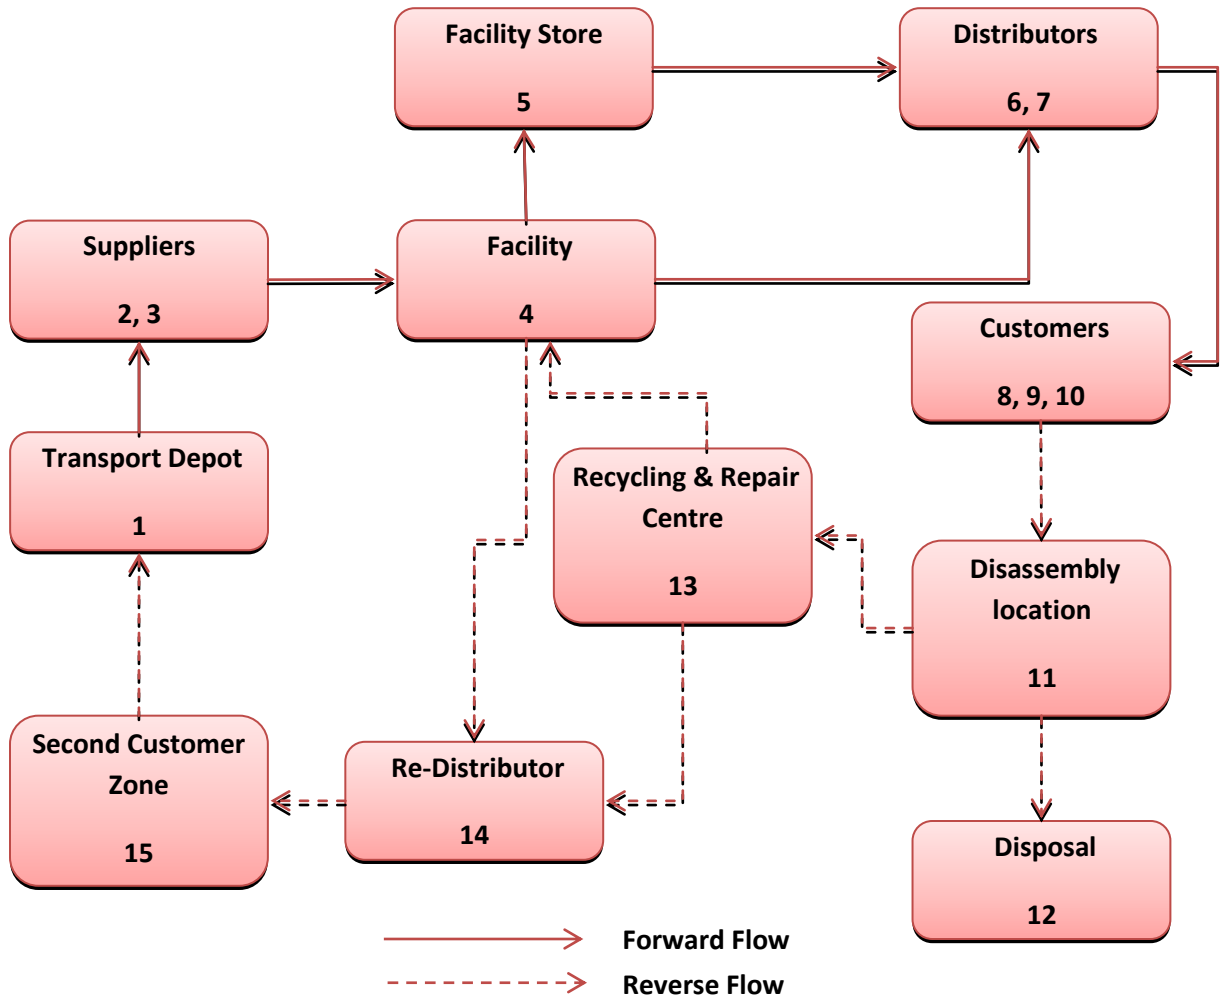 Facility Store
5
Distributors
6, 7
Suppliers
2, 3
Facility
4
Customers
8, 9, 10
Transport Depot
1
Recycling & Repair
Centre
13
Disassembly
location
11
Second Customer
Zone
15
Re-Distributor
14
Disposal
12
Forward Flow
Reverse Flow